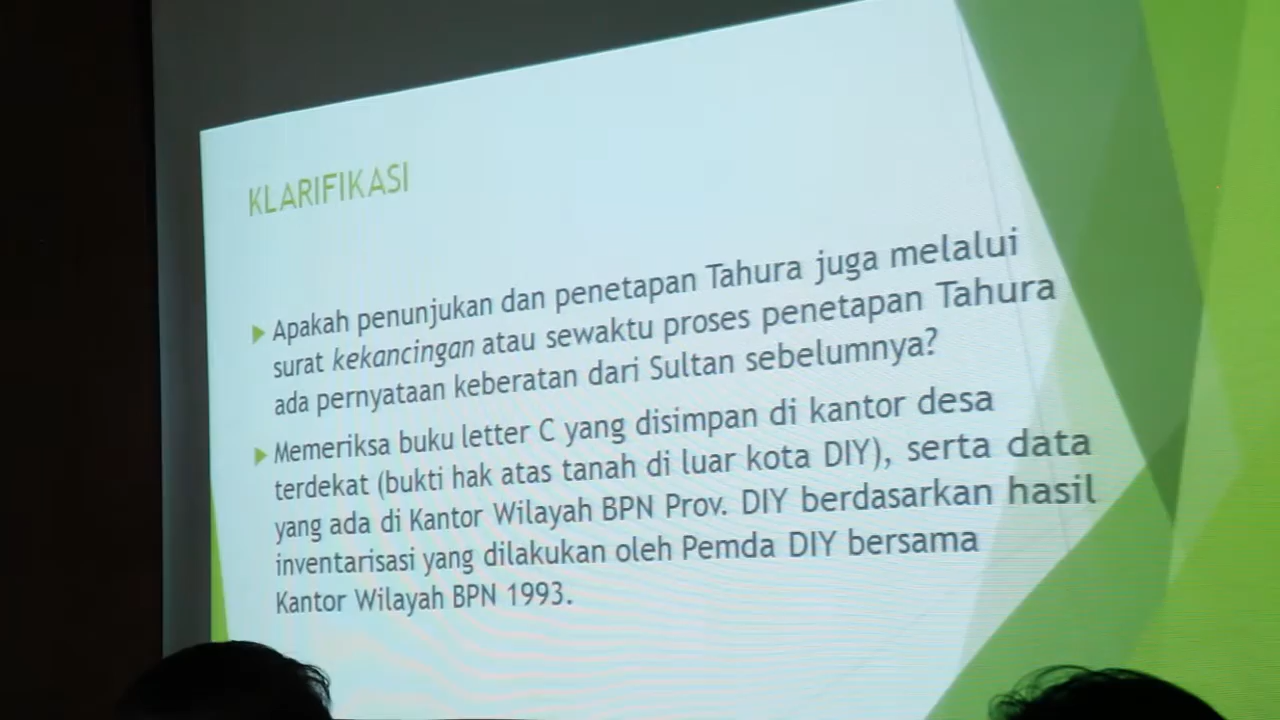 KLARIFIKASI
Apakah penunjukan dan penetapan Tahura juga melalui
surat kekancingan atau sewaktu proses penetapan Tahura
ada pernyataan keberatan dari Sultan sebelumnya?
Memeriksa buku letter C yang disimpan di kantor desa
terdekat (bukti hak atas tanah di luar kota DIY), serta data
yang ada di Kantor Wilayah BPN Prov. DIY berdasarkan hasil
inventarisasi yang dilakukan oleh Pemda DIY bersama
Kantor Wilayah BPN 1993.